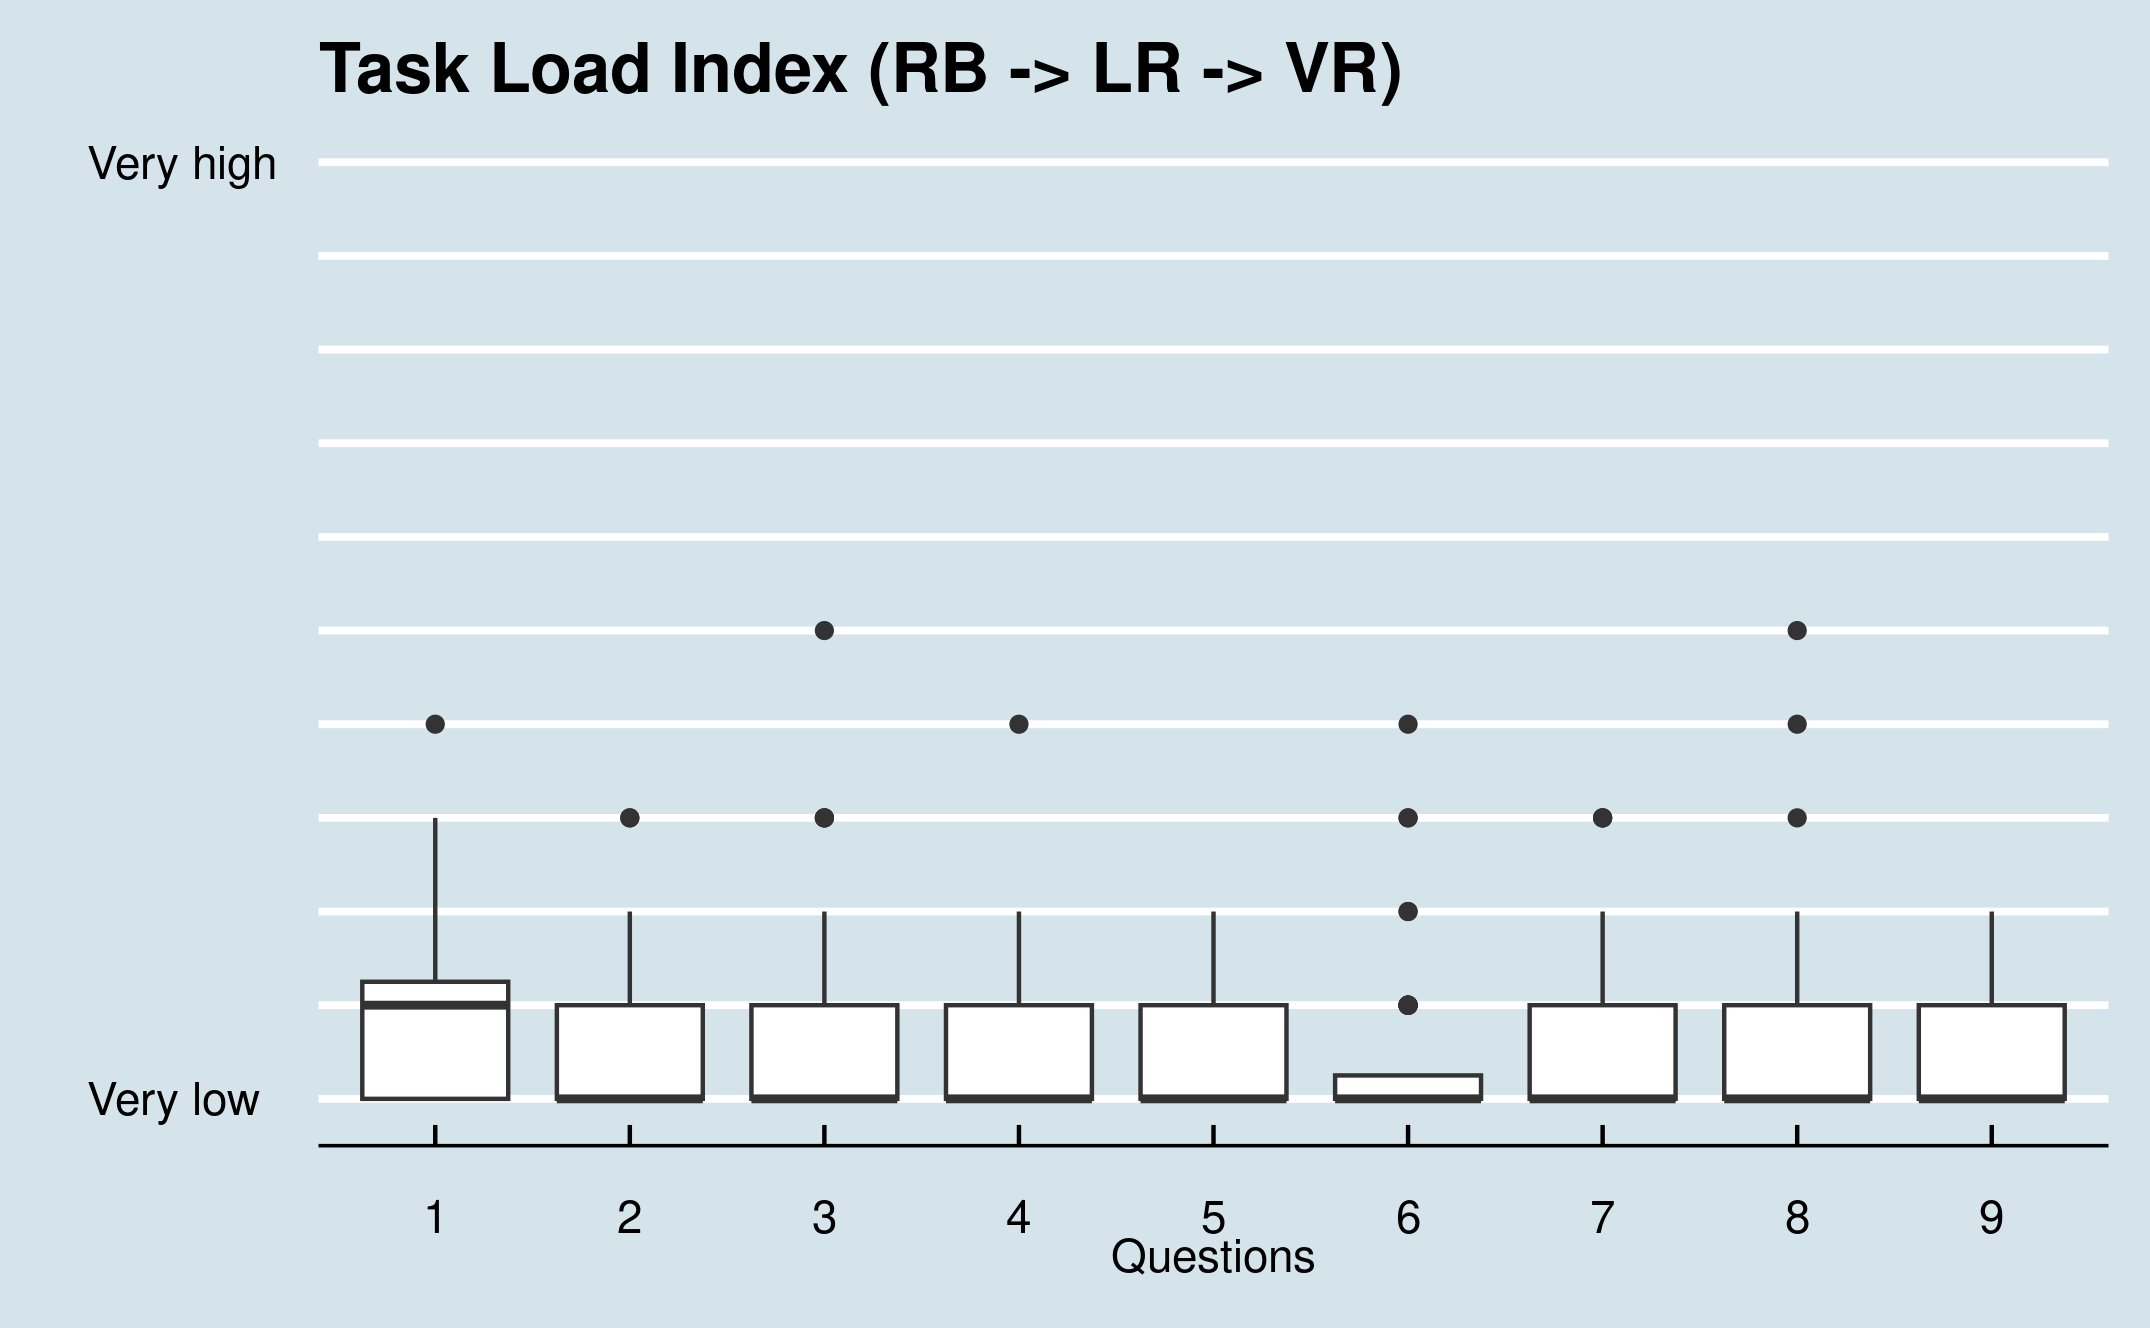 Task Load Index (RB -> LR -> VR)
Very high
Very low
1 2 3 4 5 6 7 8 9
Questions